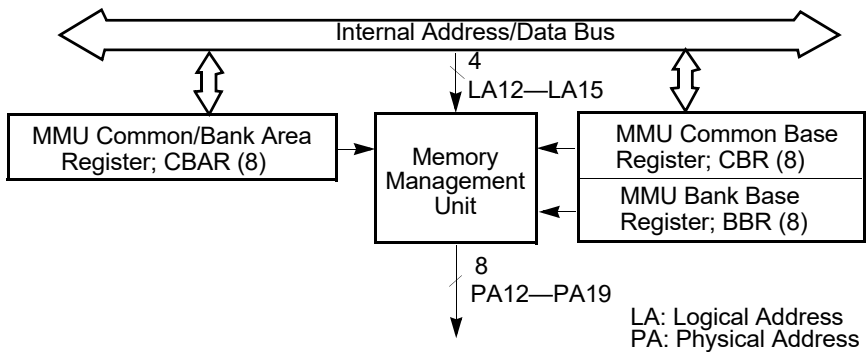 Internal Address/Data Bus
4
LA12—LA15
MMU Common/Bank Area
Register; CBAR (8)
Memory
Management
Unit
MMU Common Base
Register; CBR (8)
MMU Bank Base
Register; BBR (8)
8
PA12—PA19
LA: Logical Address
PA: Physical Address